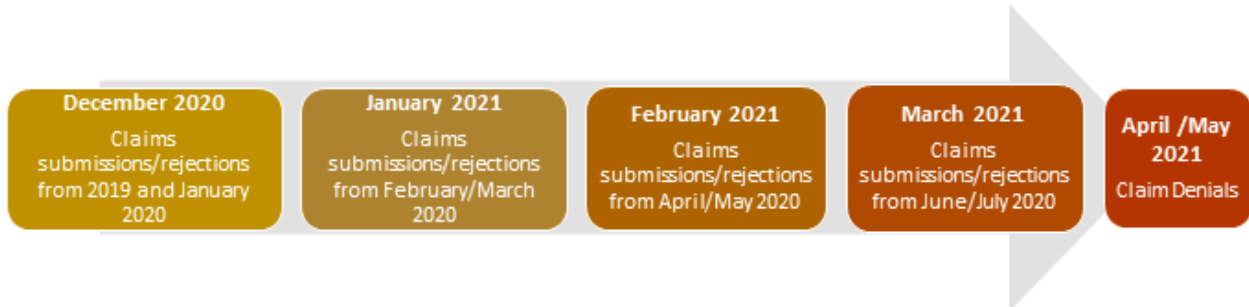 December 2020
Claims
submissions/rejections
from 2019 and January
2020
January 2021
Claims
submissions/rejections
from February/March
2020
February 2021
Claims
submissions/rejections
from April/May 2020
March 2021
Claims
submissions/rejections
from June/July 2020
April /May
2021
Claim Denials